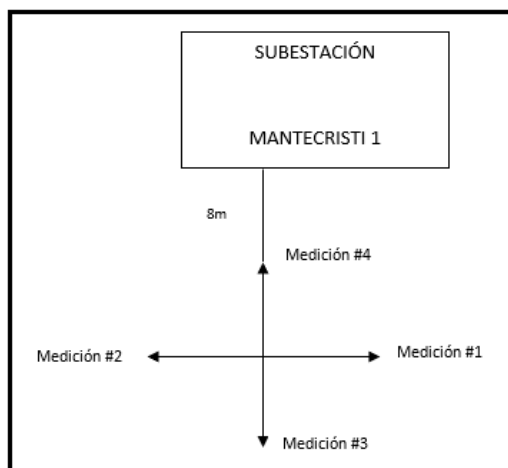 SUBESTACIÓN
MANTECRISTI 1
8m
Medición #4
Medición #2
Medición #1
Medición #3